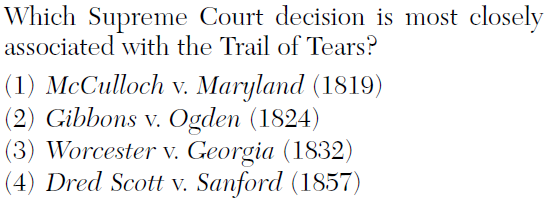 Which Supreme Court decision is most closely
associated with the Trail of Tears?
(1) McCulloch v. Maryland (1819)
(2) Gibbons v. Ogden (1824)
(3) Worcester v. Georgia (1832)
(4) Dred Scott v. Sanford (1857)